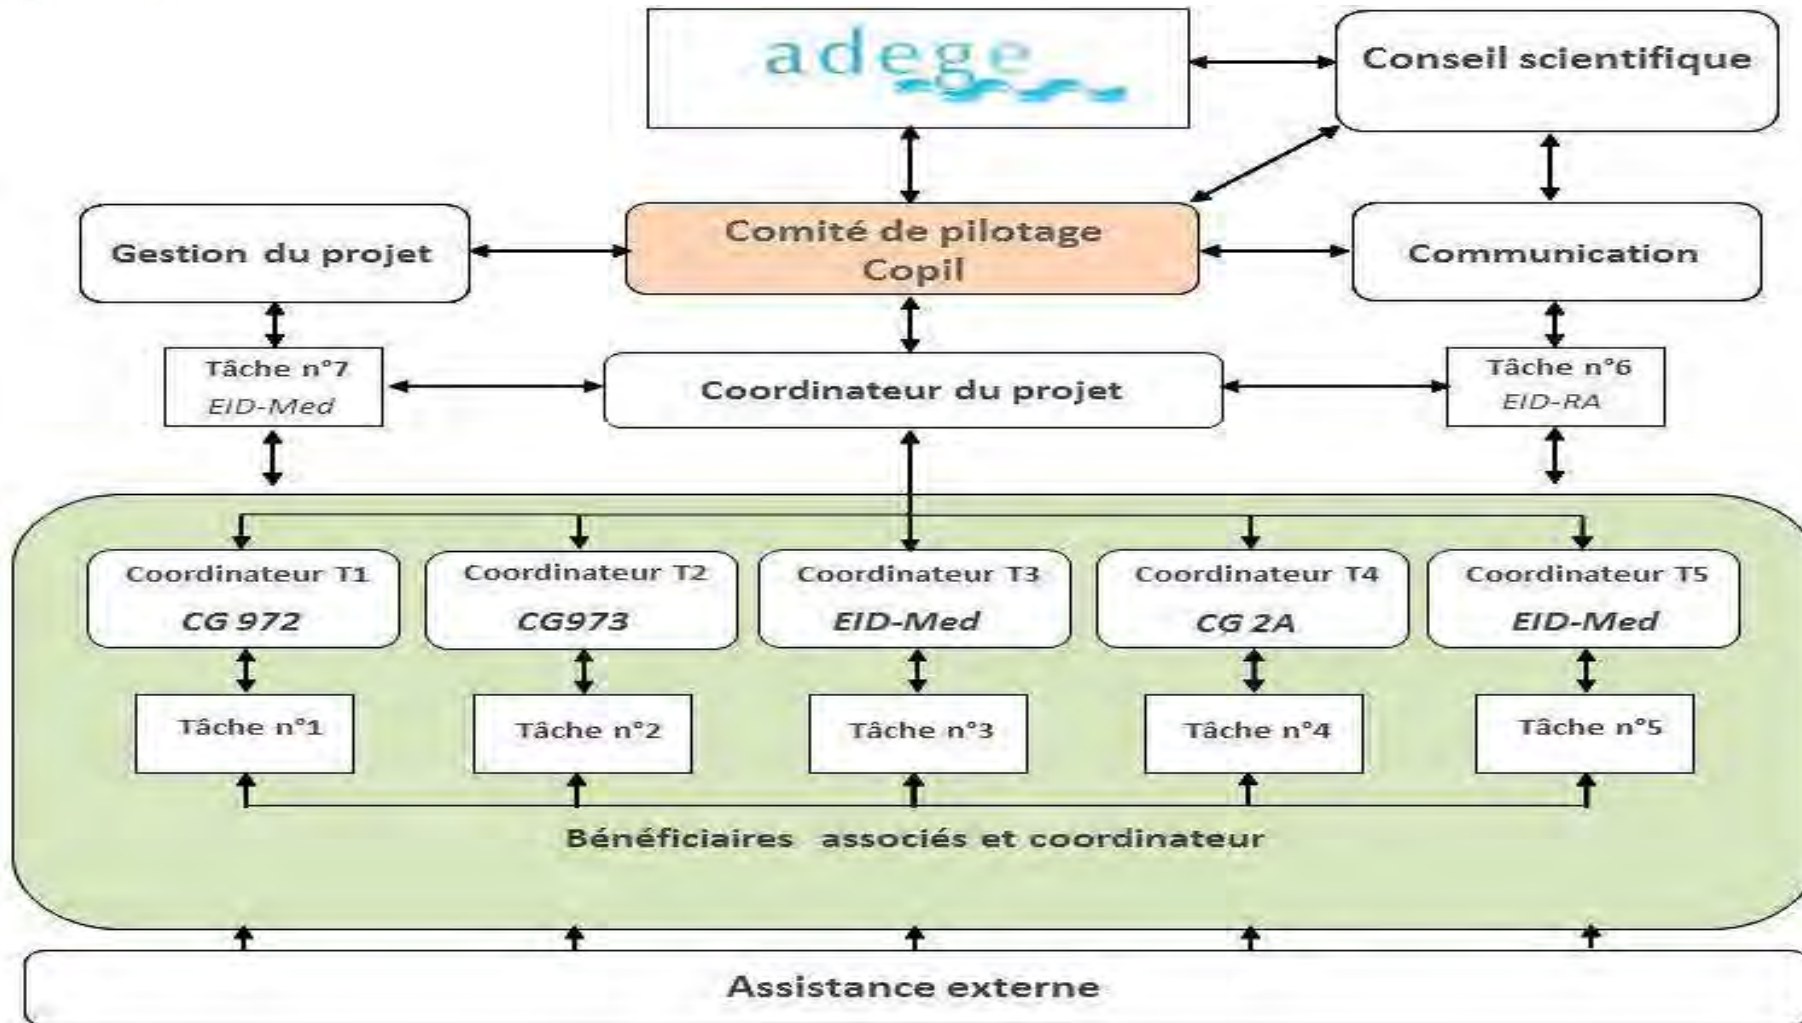 adege
Conseil scientifique
Gestion du projet
Comité de pilotage
Copil
Communication
Tâche n°7
EID-Med
Coordinateur du projet
Tâche n°6
EID-RA
Coordinateur T1
CG 972
Coordinateur T2
CG973
Coordinateur T3
EID-Med
Coordinateur T4
CG 2A
Coordinateur T5
EID-Med
Tâche n°1
Tâche n°2
Tâche n°3
Tâche n°4
Tâche n°5
Bénéficiaires associés et coordinateur
Assistance externe